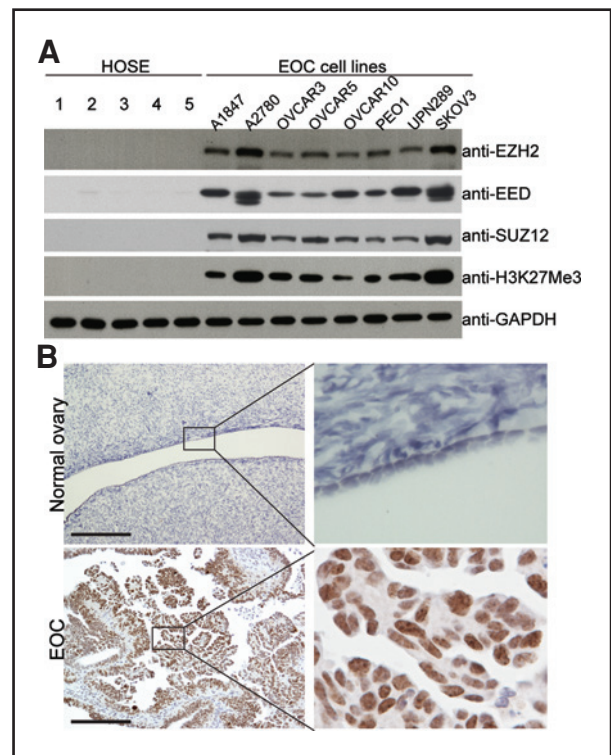 A
HOSE EOC cell lines
1 2 3 4 5 A1847 A2780 OVCAR3 OVCAR5 OVCAR10 PEO1 UPN289 SKOV3
anti-EZH2
anti-EED
anti-SUZ12
anti-H3K27Me3
anti-GAPDH
B
Normal ovary
EOC